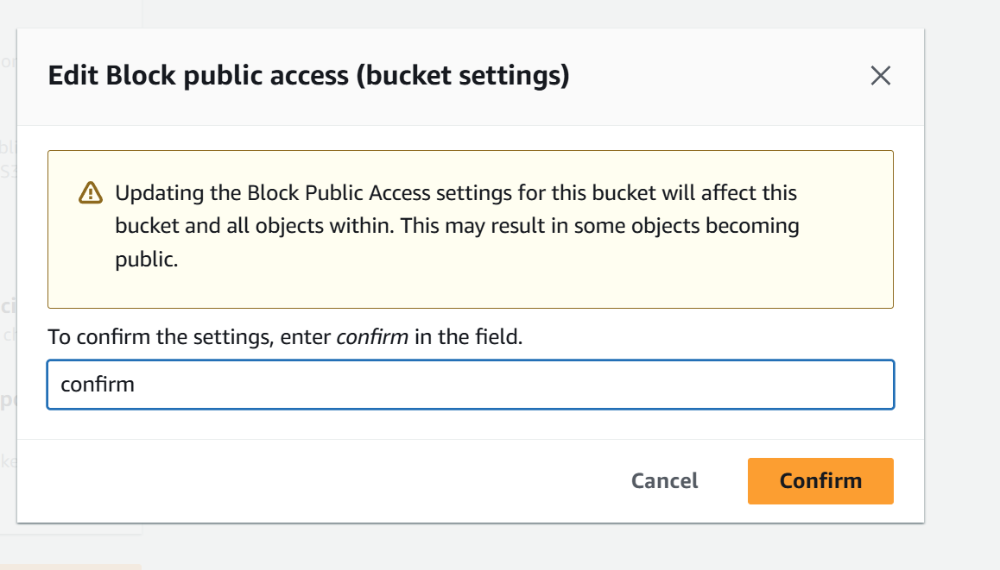 Edit Block public access (bucket settings)
Updating the Block Public Access settings for this bucket will affect this
bucket and all objects within. This may result in some objects becoming
public.
To confirm the settings, enter confirm in the field.
confirm
Cancel
Confirm